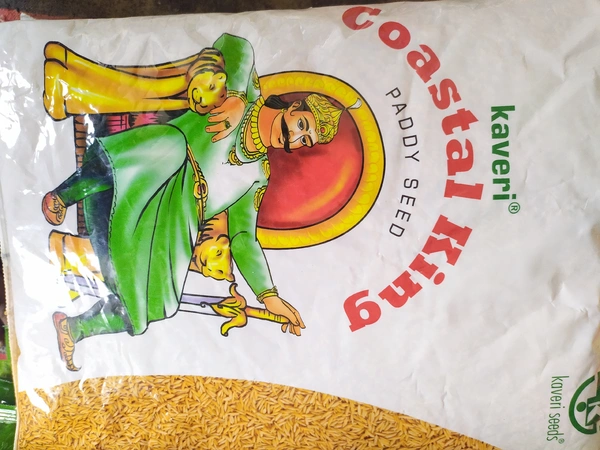 kaveri®
Coastal King
PADDY SEED
kaveri seeds®